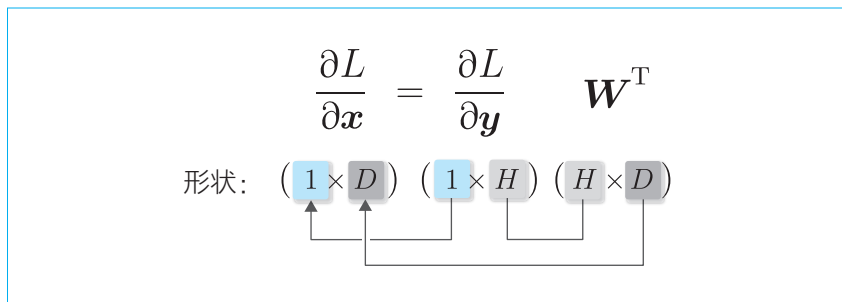 ∂L/∂x = ∂L/∂y W^T
形状： (1×D) (1×H) (H×D)